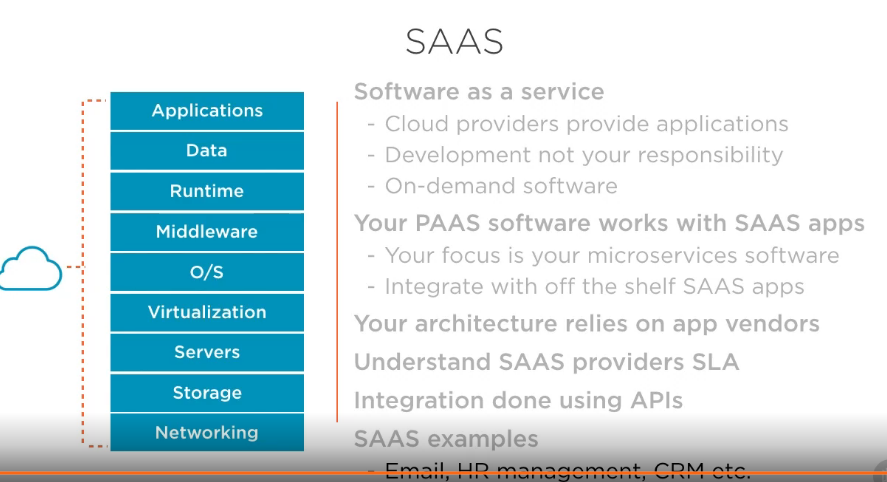 SAAS
Applications
Data
Runtime
Middleware
O/S
Virtualization
Servers
Storage
Networking
Software as a service
- Cloud providers provide applications
- Development not your responsibility
- On-demand software
Your PAAS software works with SAAS apps
- Your focus is your microservices software
- Integrate with off the shelf SAAS apps
Your architecture relies on app vendors
Understand SAAS providers SLA
Integration done using APIs
SAAS examples
- Email, HR management, CRM etc.